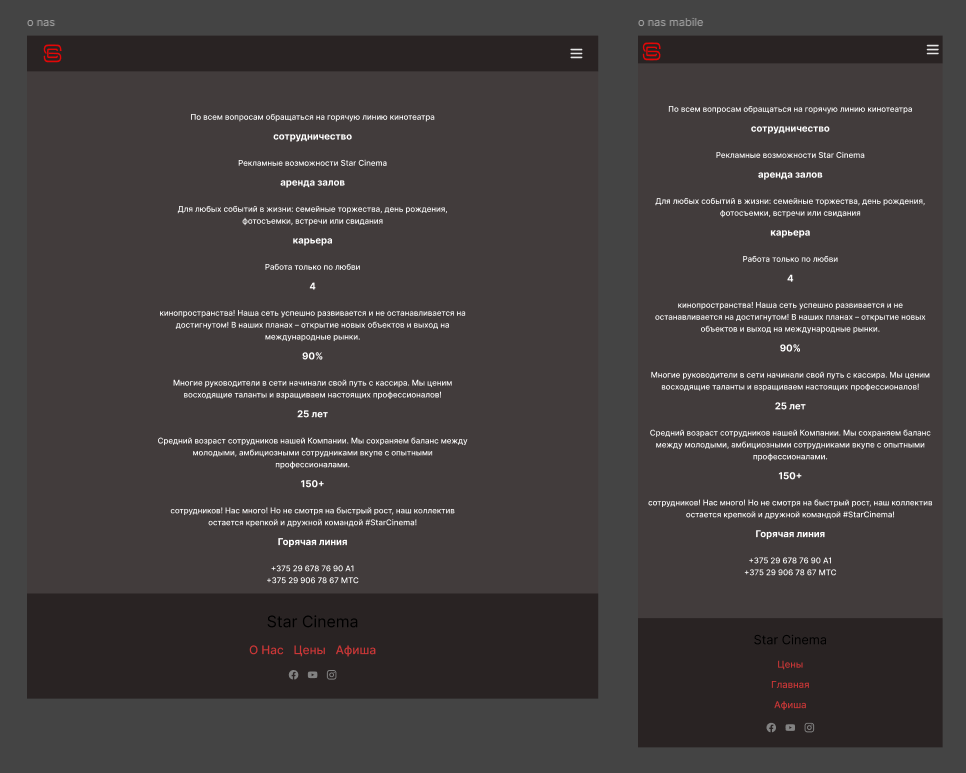 o nas
По всем вопросам обращаться на горячую линию кинотеатра
сотрудничество
Рекламные возможности Star Cinema
аренда залов
Для любых событий в жизни: семейные торжества, день рождения,
фотосъемки, встречи или свидания
карьера
Работа только по любви
4
кинопространства! Наша сеть успешно развивается и не останавливается на
достигнутом! В наших планах – открытие новых объектов и выход на
международные рынки.
90%
Многие руководители в сети начинали свой путь с кассира. Мы ценим
восходящие таланты и взращиваем настоящих профессионалов!
25 лет
Средний возраст сотрудников нашей Компании. Мы сохраняем баланс между
молодыми, амбициозными сотрудниками вкупе с опытными
профессионалами.
150+
сотрудников! Нас много! Но не смотря на быстрый рост, наш коллектив
остается крепкой и дружной командой #StarCinema!
Горячая линия
+375 29 678 76 90 А1
+375 29 906 78 67 МТС
Star Cinema
О Нас Цены Афиша
o nas mabile
По всем вопросам обращаться на горячую линию кинотеатра
сотрудничество
Рекламные возможности Star Cinema
аренда залов
Для любых событий в жизни: семейные торжества, день рождения,
фотосъемки, встречи или свидания
карьера
Работа только по любви
4
кинопространства! Наша сеть успешно развивается и не
останавливается на достигнутом! В наших планах – открытие новых
объектов и выход на международные рынки.
90%
Многие руководители в сети начинали свой путь с кассира. Мы ценим
восходящие таланты и взращиваем настоящих профессионалов!
25 лет
Средний возраст сотрудников нашей Компании. Мы сохраняем баланс
между молодыми, амбициозными сотрудниками вкупе с опытными
профессионалами.
150+
сотрудников! Нас много! Но не смотря на быстрый рост, наш коллектив
остается крепкой и дружной командой #StarCinema!
Горячая линия
+375 29 678 76 90 А1
+375 29 906 78 67 МТС
Star Cinema
Цены
Главная
Афиша